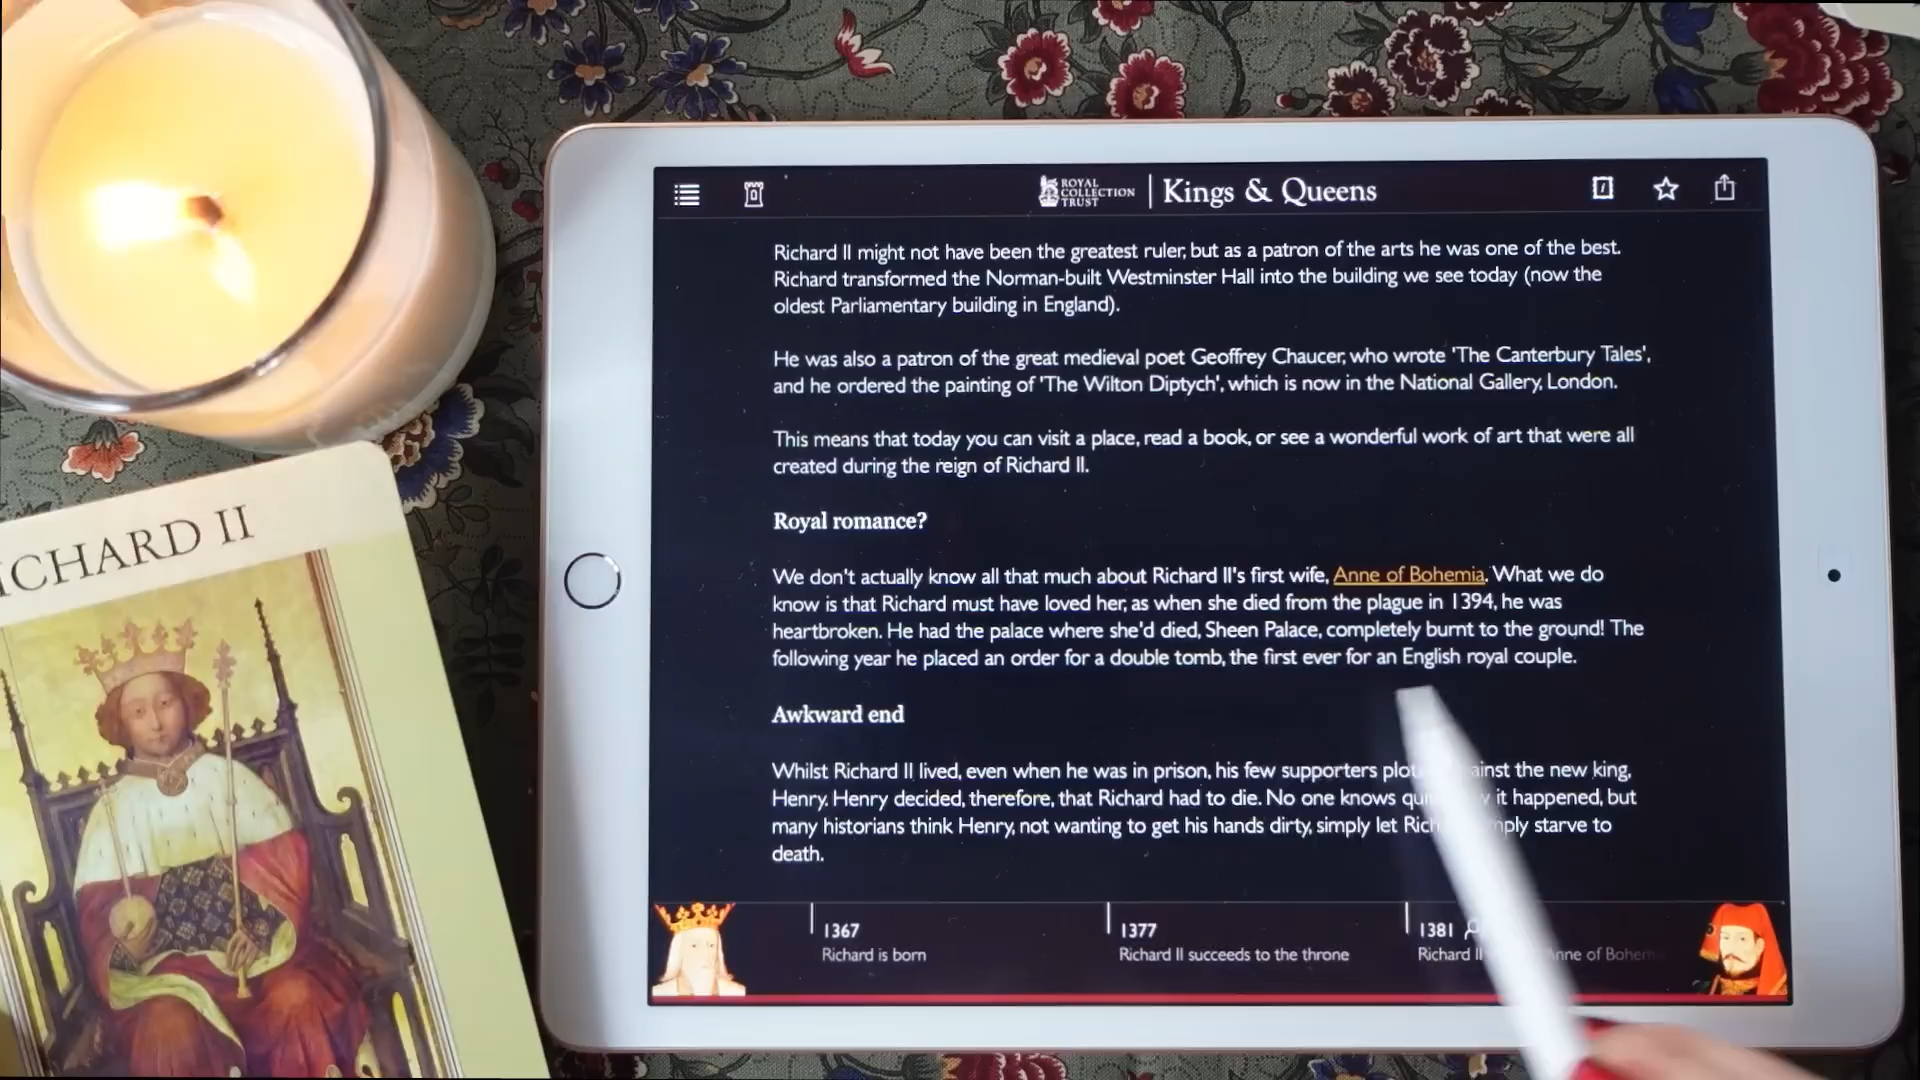 ROYAL
COLLECTION
TRUST
Kings & Queens
Richard II might not have been the greatest ruler, but as a patron of the arts he was one of the best.
Richard transformed the Norman-built Westminster Hall into the building we see today (now the
oldest Parliamentary building in England).
He was also a patron of the great medieval poet Geoffrey Chaucer, who wrote 'The Canterbury Tales',
and he ordered the painting of 'The Wilton Diptych', which is now in the National Gallery, London.
This means that today you can visit a place, read a book, or see a wonderful work of art that were all
created during the reign of Richard II.
Royal romance?
We don't actually know all that much about Richard II's first wife, Anne of Bohemia. What we do
know is that Richard must have loved her, as when she died from the plague in 1394, he was
heartbroken. He had the palace where she'd died, Sheen Palace, completely burnt to the ground! The
following year he placed an order for a double tomb, the first ever for an English royal couple.
Awkward end
Whilst Richard II lived, even when he was in prison, his few supporters the new king,
Henry. Henry decided, therefore, that Richard had to die. No one knows it happened, but
many historians think Henry, not wanting to get his hands dirty, simply let starve to
death.
1367
Richard is born
1377
Richard II succeeds to the throne
1381
Richard II Anne of
RICHARD II